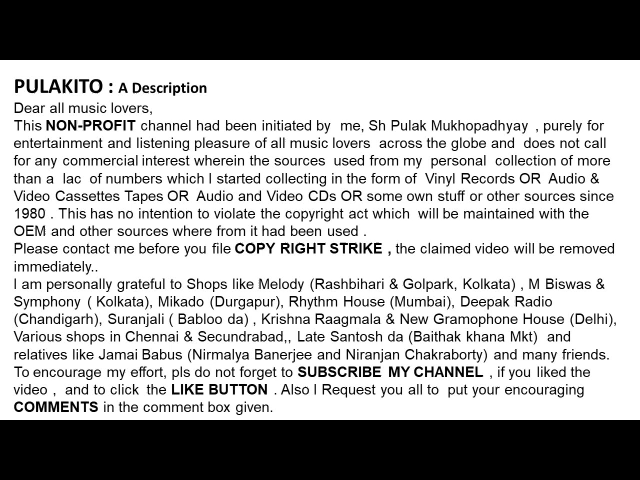 PULAKITO : A Description
Dear all music lovers,
This NON-PROFIT channel had been initiated by me, Sh Pulak Mukhopadhyay , purely for
entertainment and listening pleasure of all music lovers across the globe and does not call
for any commercial interest wherein the sources used from my personal collection of more
than a lac of numbers which I started collecting in the form of Vinyl Records OR Audio &
Video Cassettes Tapes OR Audio and Video CDs OR some own stuff or other sources since
1980 . This has no intention to violate the copyright act which will be maintained with the
OEM and other sources where from it had been used .
Please contact me before you file COPY RIGHT STRIKE , the claimed video will be removed
immediately..
I am personally grateful to Shops like Melody (Rashbihari & Golpark, Kolkata) , M Biswas &
Symphony ( Kolkata), Mikado (Durgapur), Rhythm House (Mumbai), Deepak Radio
(Chandigarh), Suranjali ( Babloo da) , Krishna Raagmala & New Gramophone House (Delhi),
Various shops in Chennai & Secundrabad,, Late Santosh da (Baithak khana Mkt) and
relatives like Jamai Babus (Nirmalya Banerjee and Niranjan Chakraborty) and many friends.
To encourage my effort, pls do not forget to SUBSCRIBE MY CHANNEL , if you liked the
video , and to click the LIKE BUTTON . Also I Request you all to put your encouraging
COMMENTS in the comment box given.